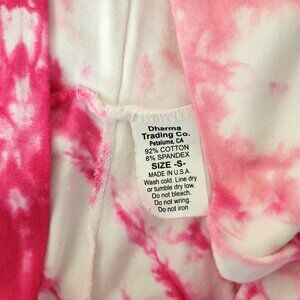 Dharma
Trading Co.
Petaluma, CA
92% COTTON
8% SPANDEX
SIZE -S-
MADE IN U.S.A.
Wash cold. Line dry
or tumble dry low.
Do not bleach.
Do not wring.
Do not iron